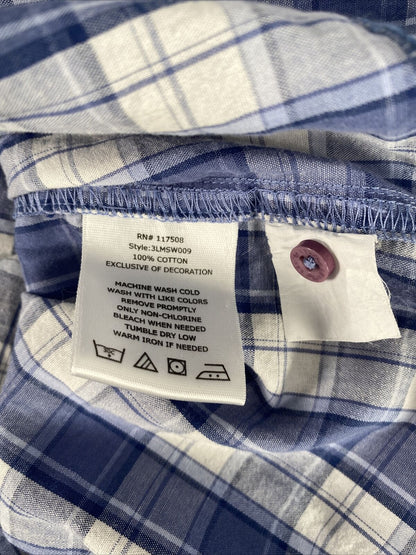 RN# 117508
Style: 3LMSW009
100% COTTON
EXCLUSIVE OF DECORATION
MACHINE WASH COLD
WASH WITH LIKE COLORS
REMOVE PROMPTLY
ONLY NON-CHLORINE
BLEACH WHEN NEEDED
TUMBLE DRY LOW
WARM IRON IF NEEDED